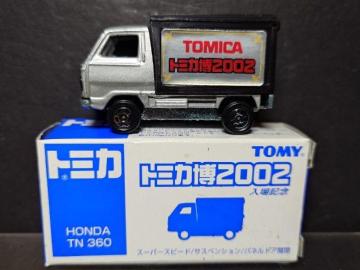 TOMICA
トミカ博2002
トミカ
トミカ博2002
TOMY
入場記念
HONDA
TN 360
スーパースピード/サスペンション/パネルドア開閉